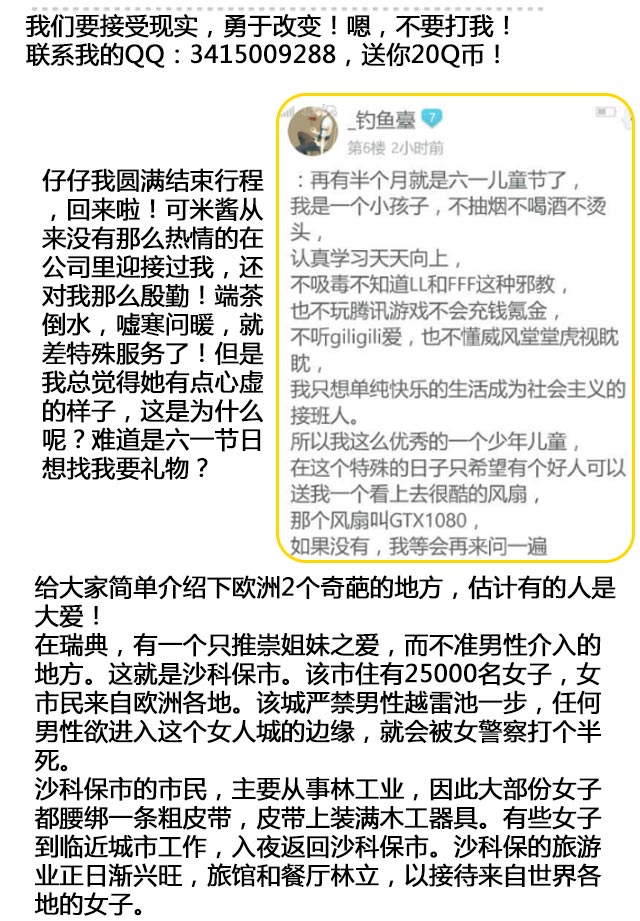 我们要接受现实，勇于改变！嗯，不要打我！
联系我的QQ：3415009288，送你20Q币！
仔仔我圆满结束行程
，回来啦！可米酱从
来没有那么热情的在
公司里迎接过我，还
对我那么殷勤！端茶
倒水，嘘寒问暖，就
差特殊服务了！但是
我总觉得她有点心虚
的样子，这是为什么
呢？难道是六一节日
想找我要礼物？
_钓鱼臺 7
第6楼 2小时前
：再有半个月就是六一儿童节了，
我是一个小孩子，不抽烟不喝酒不烫
头，
认真学习天天向上，
不吸毒不知道LL和FFF这种邪教，
也不玩腾讯游戏不会充钱氪金，
不听giligili爱，也不懂威风堂堂虎视眈
眈，
我只想单纯快乐的生活成为社会主义的
接班人。
所以我这么优秀的一个少年儿童，
在这个特殊的日子只希望有个好人可以
送我一个看上去很酷的风扇，
那个风扇叫GTX1080，
如果没有，我等会再来问一遍
给大家简单介绍下欧洲2个奇葩的地方，估计有的人是
大爱！
在瑞典，有一个只推崇姐妹之爱，而不准男性介入的
地方。这就是沙科保市。该市住有25000名女子，女
市民来自欧洲各地。该城严禁男性越雷池一步，任何
男性欲进入这个女人城的边缘，就会被女警察打个半
死。
沙科保市的市民，主要从事林工业，因此大部份女子
都腰绑一条粗皮带，皮带上装满木工器具。有些女子
到临近城市工作，入夜返回沙科保市。沙科保的旅游
业正日渐兴旺，旅馆和餐厅林立，以接待来自世界各
地的女子。